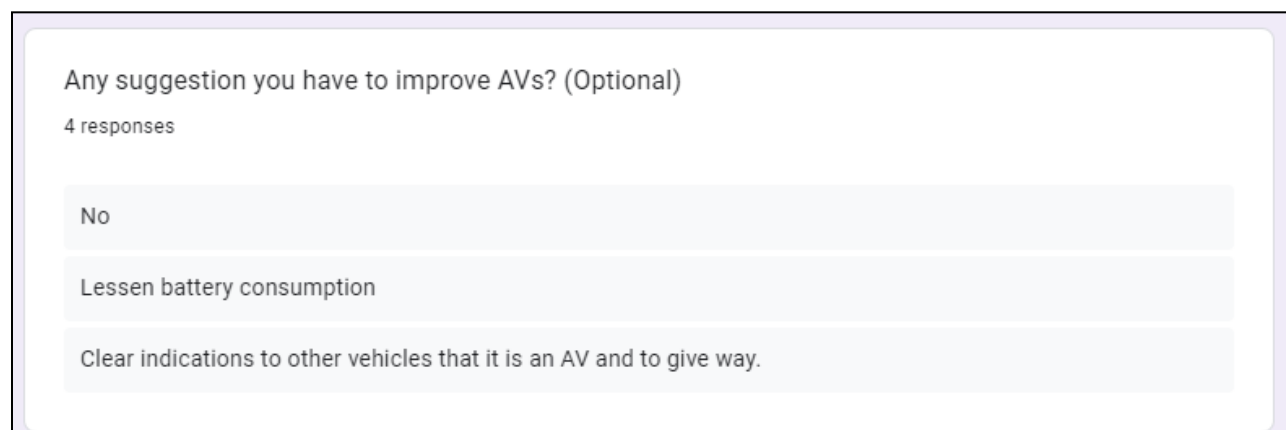 Any suggestion you have to improve AVs? (Optional)
4 responses
No
Lessen battery consumption
Clear indications to other vehicles that it is an AV and to give way.